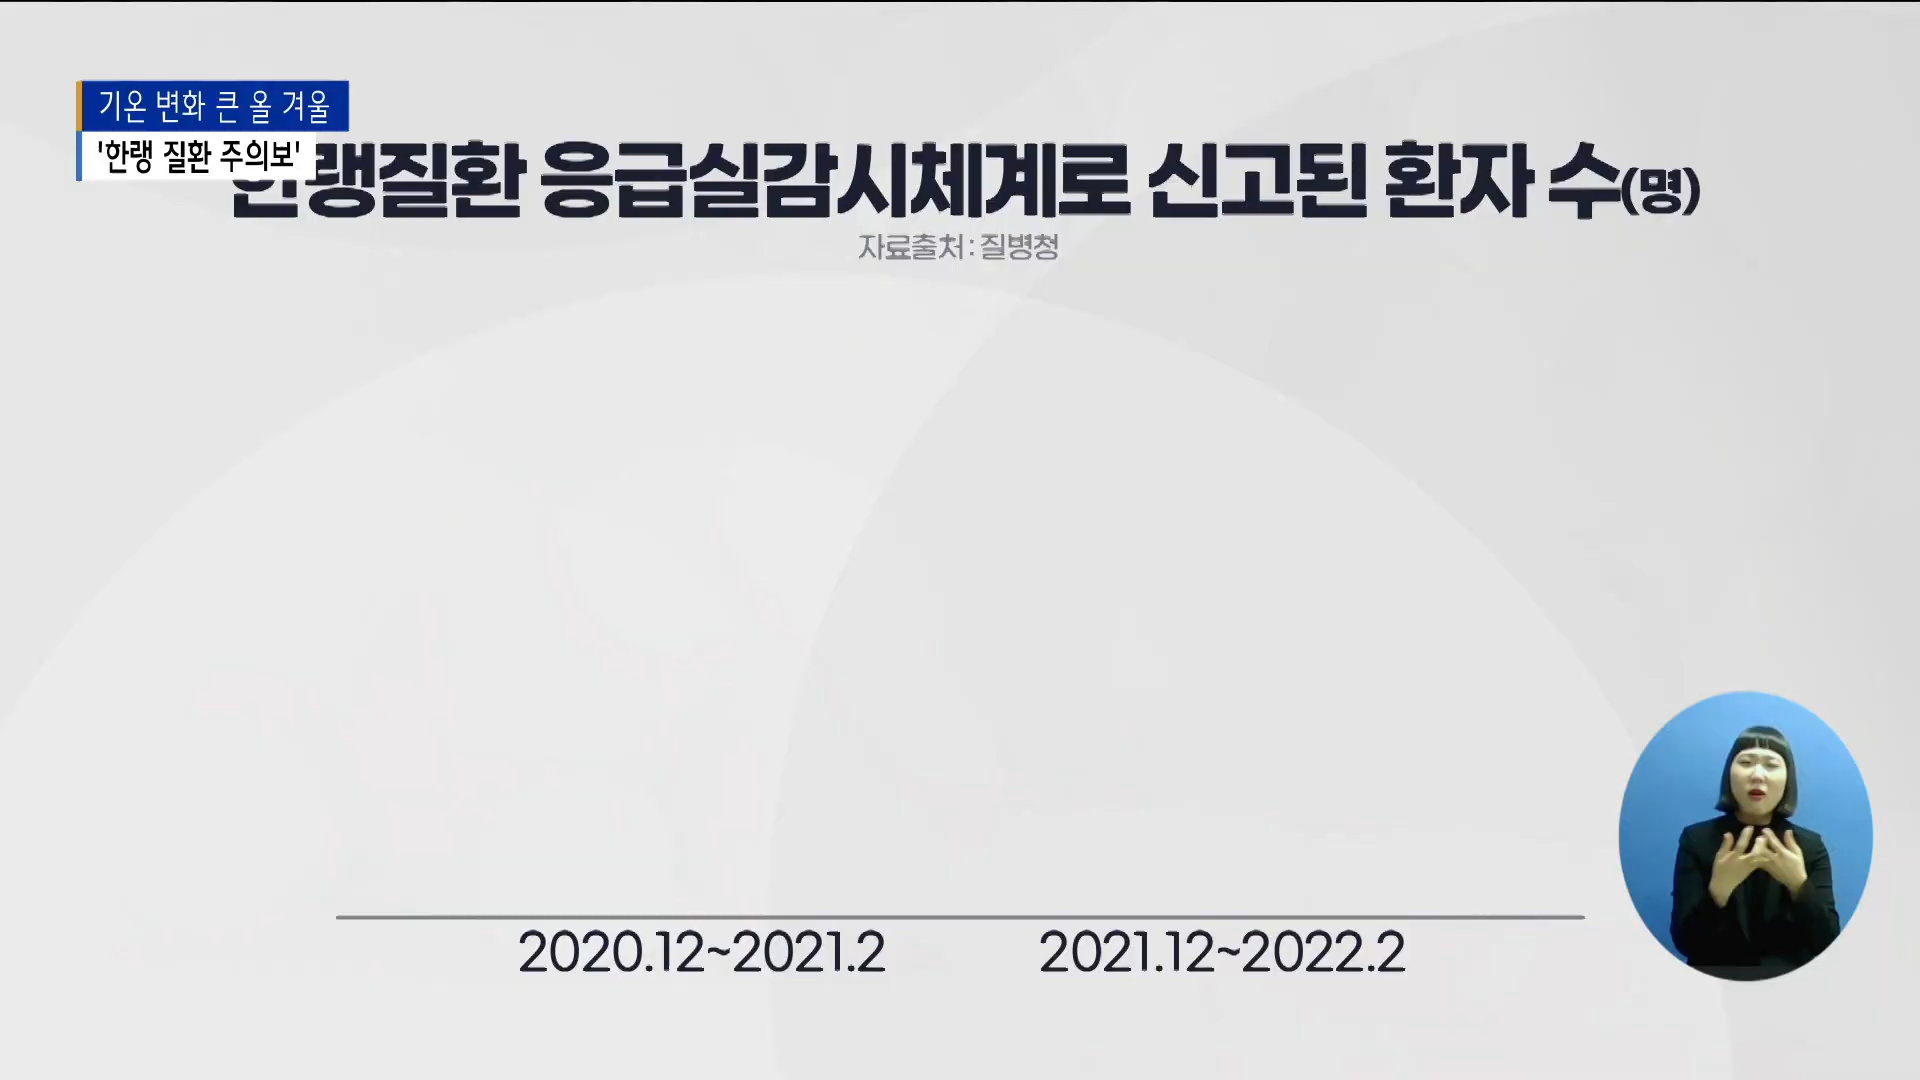 기온 변화 큰 올 겨울
'한랭 질환 주의보'
한랭질환 응급실감시체계로 신고된 환자 수(명)
자료출처:질병청
2020.12~2021.2
2021.12~2022.2